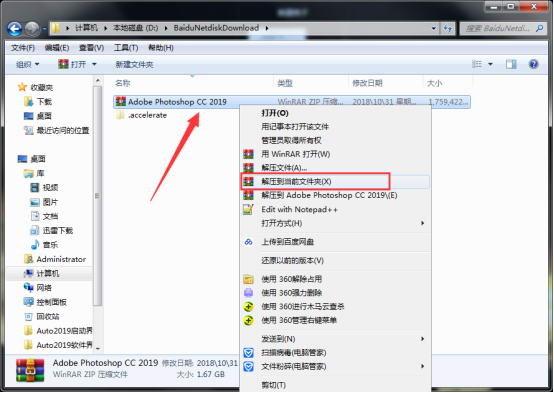 计算机 ▸ 本地磁盘 (D:) ▸ BaiduNetdiskDownload ▸
搜索 BaiduNetdi...
文件(F) 编辑(E) 查看(V) 工具(T) 帮助(H)
组织 打开 新建文件夹
收藏夹
下载
桌面
最近访问的位置
桌面
库
视频
图片
文档
迅雷下载
音乐
Administrator
计算机
网络
控制面板
回收站
Auto2019启动界
Auto2019软件界
名称 类型 修改日期 大小
Adobe Photoshop CC 2019 WinRAR ZIP 压缩... 2018\10\31 星期... 1,759,422...
.accelerate
打开(O)
用记事本打开该文件
管理员取得所有权
用 WinRAR 打开(W)
解压文件(A)...
解压到当前文件夹(X)
解压到 Adobe Photoshop CC 2019\(E)
Edit with Notepad++
打开方式(H)
上传到百度网盘
还原以前的版本(V)
使用 360解除占用
使用 360强力删除
使用 360进行木马云查杀
使用 360管理右键菜单
发送到(N)
扫描病毒(电脑管家)
文件粉碎(电脑管家)
剪切(T)
Adobe Photoshop CC 2019 修改日期: 2018\10\31
WinRAR ZIP 压缩文件 大小: 1.67 GB